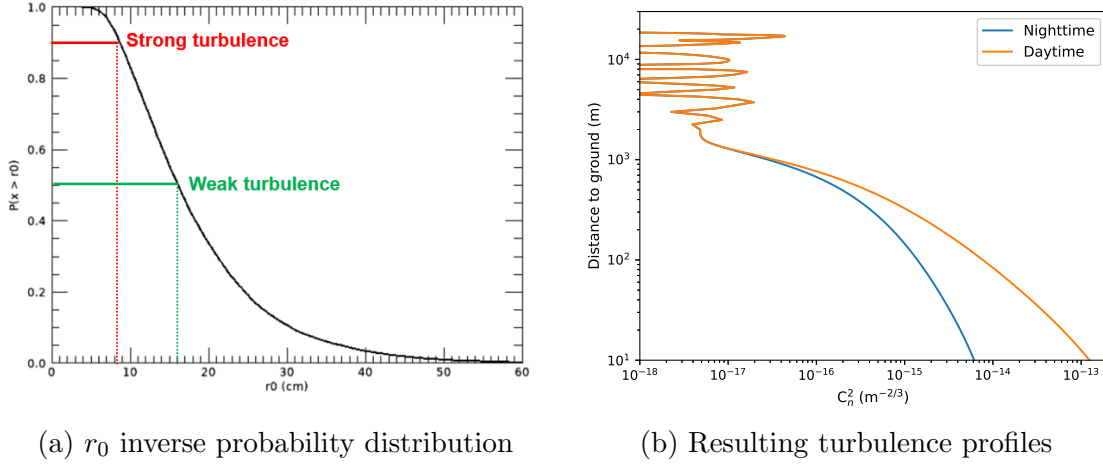 1.0
Strong turbulence
0.8
0.6
Weak turbulence
0.4
0.2
0.0
P(x > r0)
0 10 20 30 40 50 60
r0 (cm)
Nighttime
Daytime
10⁴
10³
10²
10¹
Distance to ground (m)
10⁻¹⁸ 10⁻¹⁷ 10⁻¹⁶ 10⁻¹⁵ 10⁻¹⁴ 10⁻¹³
Cₙ² (m⁻²/³)
(a) r₀ inverse probability distribution
(b) Resulting turbulence profiles